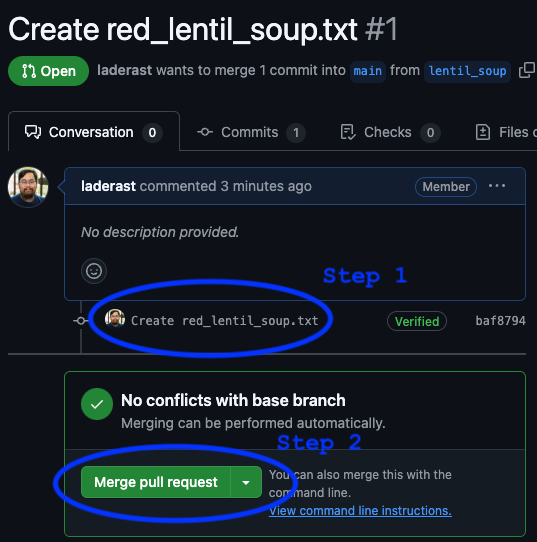 Create red_lentil_soup.txt #1
Open laderast wants to merge 1 commit into main from lentil_soup
Conversation 0 Commits 1 Checks 0 Files c
laderast commented 3 minutes ago Member ...
No description provided.
Step 1
Create red_lentil_soup.txt Verified baf8794
No conflicts with base branch
Merging can be performed automatically.
Step 2
Merge pull request
You can also merge this with the
command line.
View command line instructions.